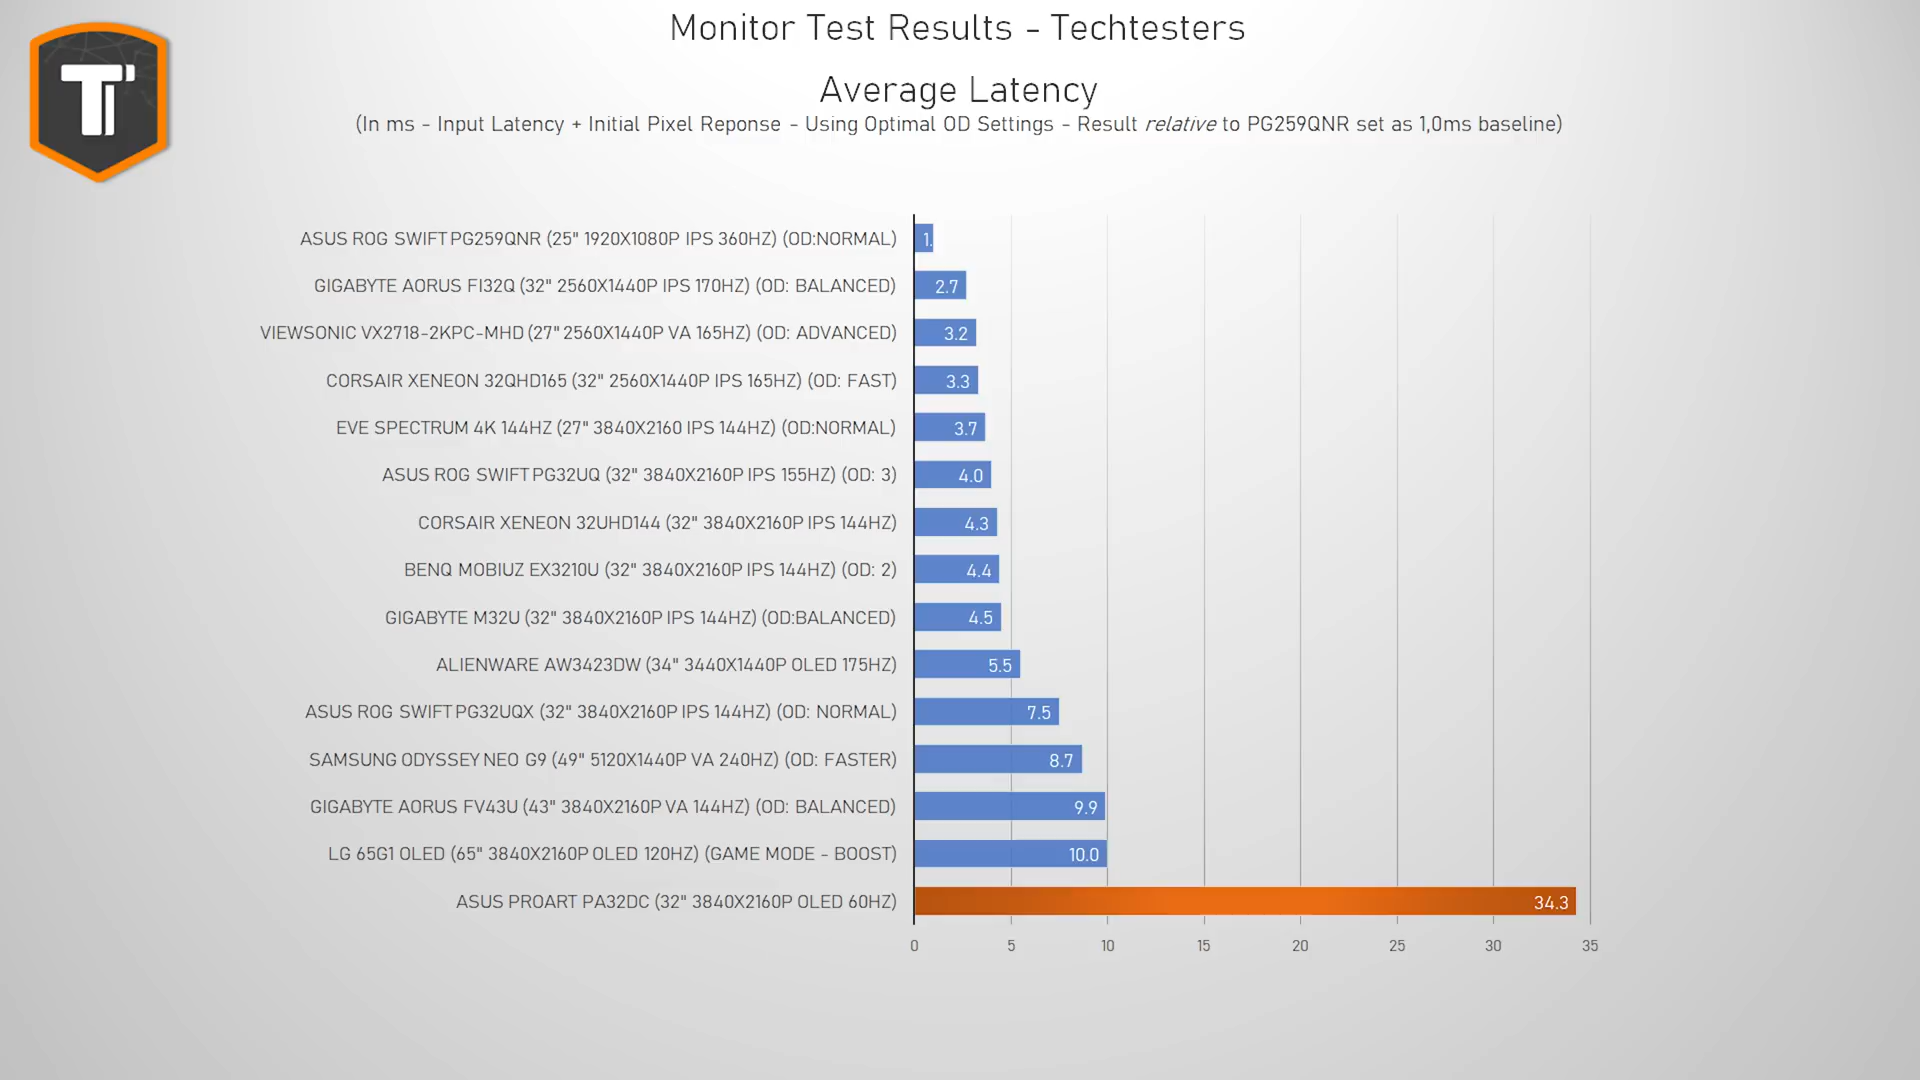 Monitor Test Results - Techtesters
Average Latency
(In ms - Input Latency + Initial Pixel Reponse - Using Optimal OD Settings - Result relative to PG259QNR set as 1,0ms baseline)
ASUS ROG SWIFT PG259QNR (25" 1920X1080P IPS 360HZ) (OD:NORMAL) 1.
GIGABYTE AORUS FI32Q (32" 2560X1440P IPS 170HZ) (OD: BALANCED) 2.7
VIEWSONIC VX2718-2KPC-MHD (27" 2560X1440P VA 165HZ) (OD: ADVANCED) 3.2
CORSAIR XENEON 32QHD165 (32" 2560X1440P IPS 165HZ) (OD: FAST) 3.3
EVE SPECTRUM 4K 144HZ (27" 3840X2160 IPS 144HZ) (OD:NORMAL) 3.7
ASUS ROG SWIFT PG32UQ (32" 3840X2160P IPS 155HZ) (OD: 3) 4.0
CORSAIR XENEON 32UHD144 (32" 3840X2160P IPS 144HZ) 4.3
BENQ MOBIUZ EX3210U (32" 3840X2160P IPS 144HZ) (OD: 2) 4.4
GIGABYTE M32U (32" 3840X2160P IPS 144HZ) (OD:BALANCED) 4.5
ALIENWARE AW3423DW (34" 3440X1440P OLED 175HZ) 5.5
ASUS ROG SWIFT PG32UQX (32" 3840X2160P IPS 144HZ) (OD: NORMAL) 7.5
SAMSUNG ODYSSEY NEO G9 (49" 5120X1440P VA 240HZ) (OD: FASTER) 8.7
GIGABYTE AORUS FV43U (43" 3840X2160P VA 144HZ) (OD: BALANCED) 9.9
LG 65G1 OLED (65" 3840X2160P OLED 120HZ) (GAME MODE - BOOST) 10.0
ASUS PROART PA32DC (32" 3840X2160P OLED 60HZ) 34.3
0 5 10 15 20 25 30 35